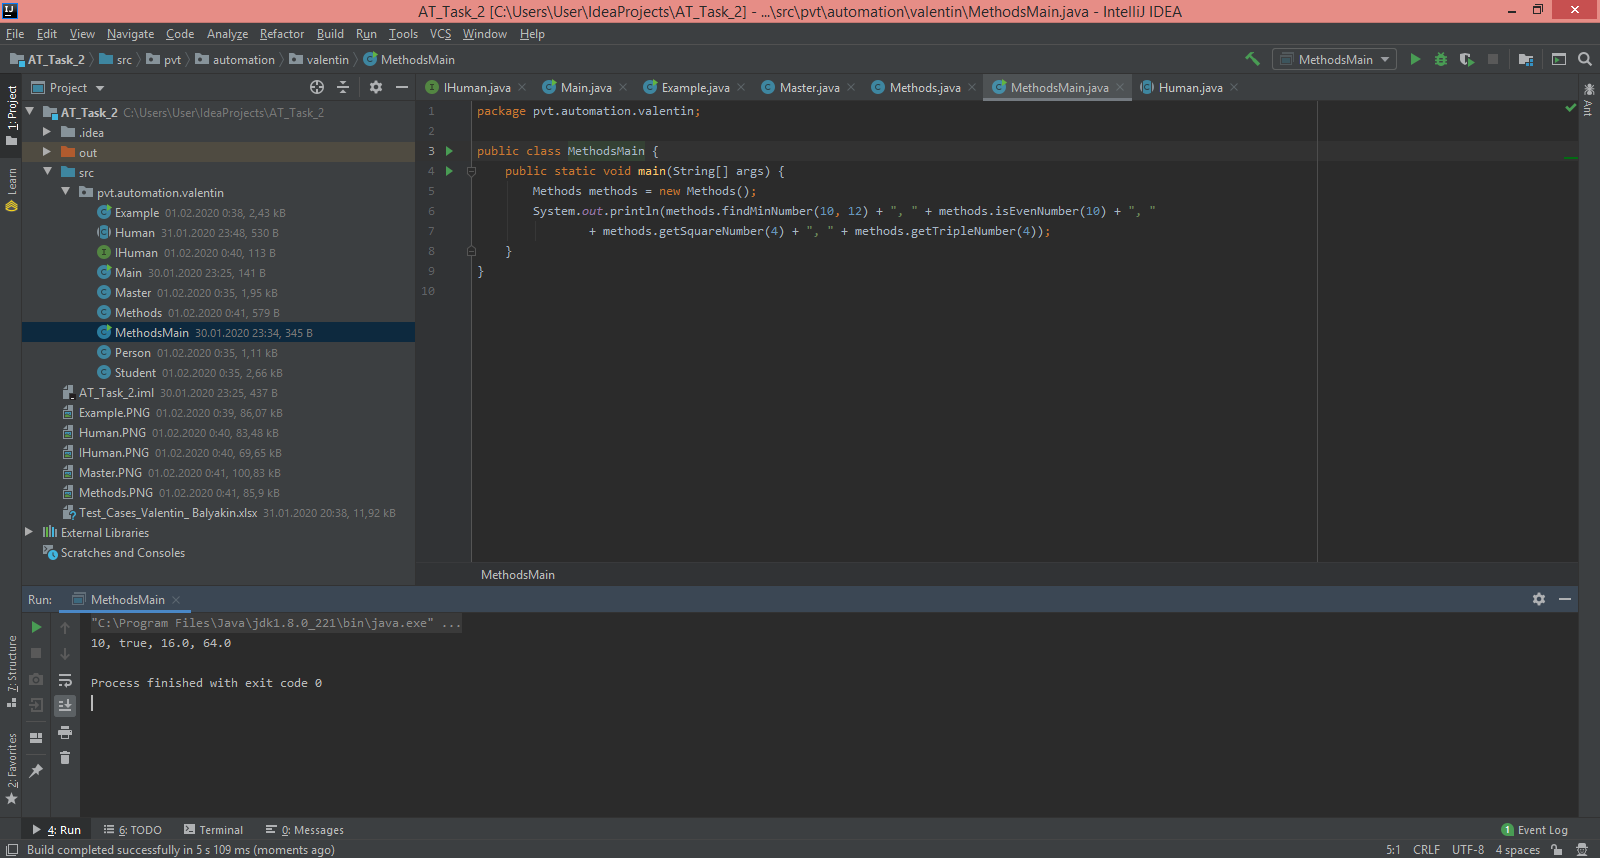 AT_Task_2 [C:\Users\User\IdeaProjects\AT_Task_2] - ...\src\pvt\automation\valentin\MethodsMain.java - IntelliJ IDEA
File Edit View Navigate Code Analyze Refactor Build Run Tools VCS Window Help
AT_Task_2 src pvt automation valentin MethodsMain
MethodsMain
1: Project
Learn
7: Structure
2: Favorites
Ant
Project
AT_Task_2 C:\Users\User\IdeaProjects\AT_Task_2
.idea
out
src
pvt.automation.valentin
Example 01.02.2020 0:38, 2,43 kB
Human 31.01.2020 23:48, 530 B
IHuman 01.02.2020 0:40, 113 B
Main 30.01.2020 23:25, 141 B
Master 01.02.2020 0:35, 1,95 kB
Methods 01.02.2020 0:41, 579 B
MethodsMain 30.01.2020 23:34, 345 B
Person 01.02.2020 0:35, 1,11 kB
Student 01.02.2020 0:35, 2,66 kB
AT_Task_2.iml 30.01.2020 23:25, 437 B
Example.PNG 01.02.2020 0:39, 86,07 kB
Human.PNG 01.02.2020 0:40, 83,48 kB
IHuman.PNG 01.02.2020 0:40, 69,65 kB
Master.PNG 01.02.2020 0:41, 100,83 kB
Methods.PNG 01.02.2020 0:41, 85,9 kB
Test_Cases_Valentin_ Balyakin.xlsx 31.01.2020 20:38, 11,92 kB
External Libraries
Scratches and Consoles
IHuman.java Main.java Example.java Master.java Methods.java MethodsMain.java Human.java
1 package pvt.automation.valentin;
2
3 public class MethodsMain {
4 public static void main(String[] args) {
5 Methods methods = new Methods();
6 System.out.println(methods.findMinNumber(10, 12) + ", " + methods.isEvenNumber(10) + ", "
7 + methods.getSquareNumber(4) + ", " + methods.getTripleNumber(4));
8 }
9 }
10
MethodsMain
Run: MethodsMain
"C:\Program Files\Java\jdk1.8.0_221\bin\java.exe" ...
10, true, 16.0, 64.0
Process finished with exit code 0
4: Run 6: TODO Terminal 0: Messages 1 Event Log
Build completed successfully in 5 s 109 ms (moments ago) 5:1 CRLF UTF-8 4 spaces